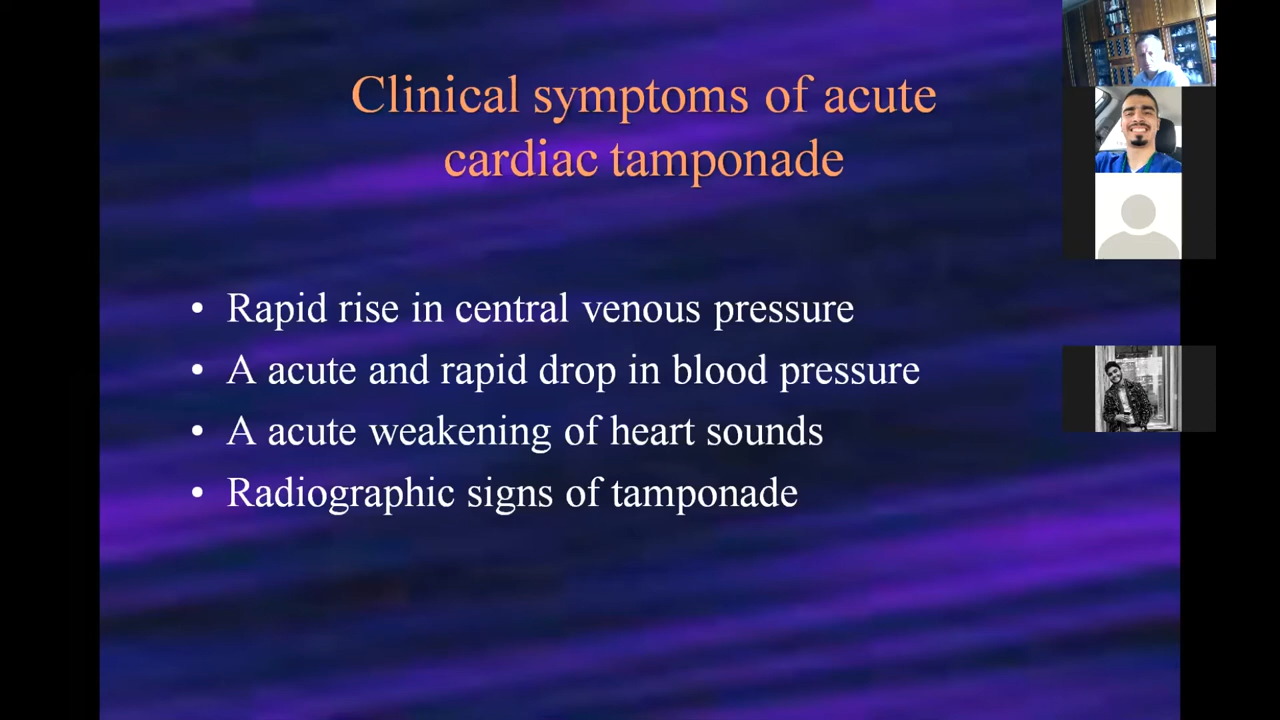 Clinical symptoms of acute
cardiac tamponade
• Rapid rise in central venous pressure
• A acute and rapid drop in blood pressure
• A acute weakening of heart sounds
• Radiographic signs of tamponade